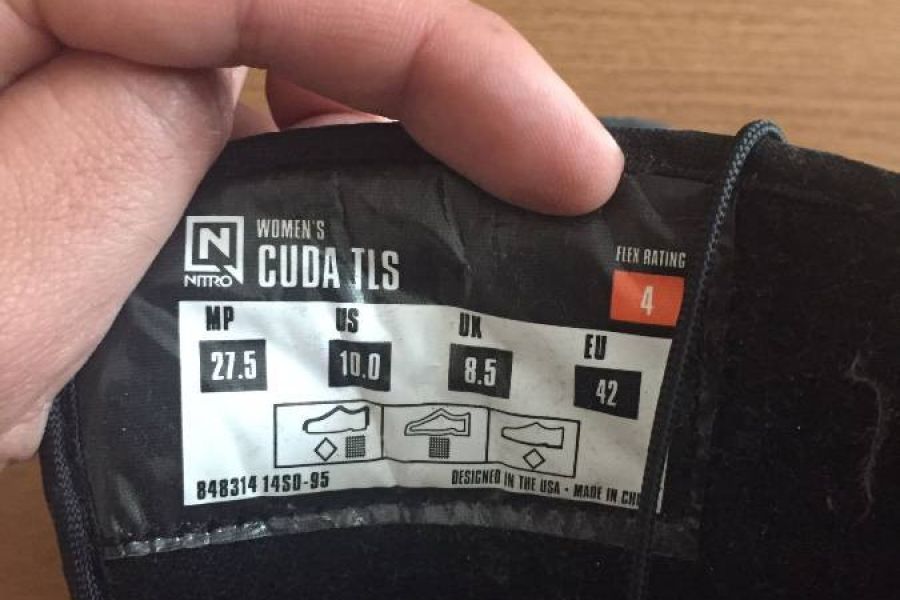 WOMEN'S
CUDA TLS
N
NITRO
FLEX RATING
4
MP US UK EU
27.5 10.0 8.5 42
848314 14SO-95
DESIGNED IN THE USA • MADE IN